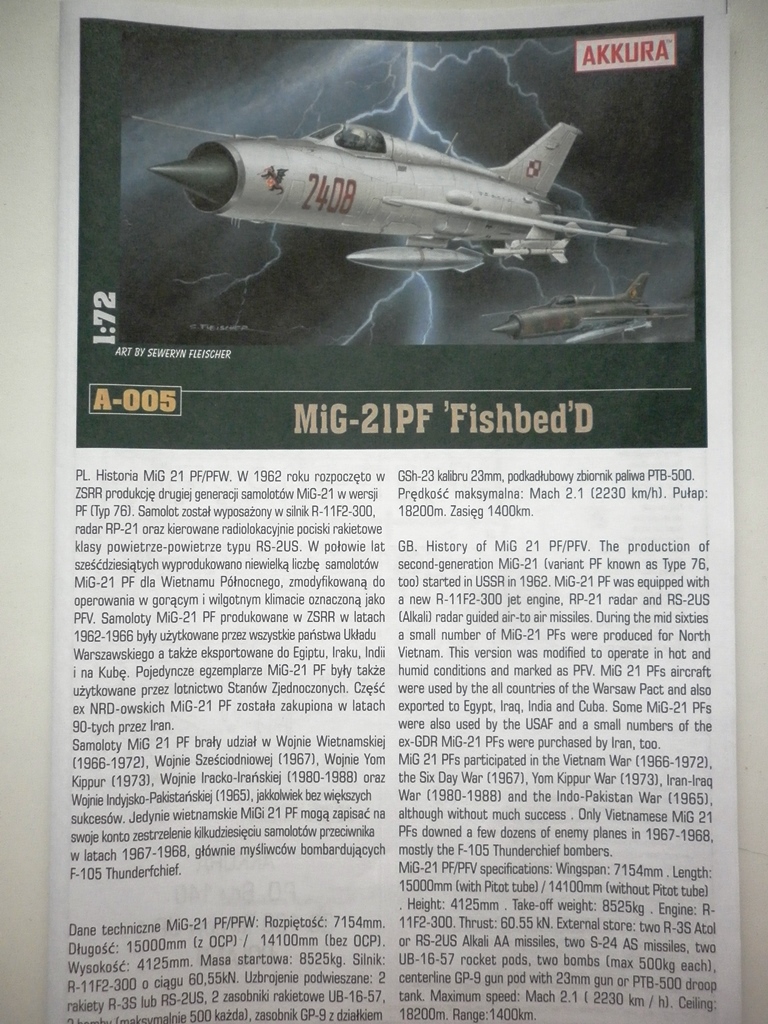 AKKURA
2408
1:72
ART BY SEWERYN FLEISCHER
A-005
MiG-21PF 'Fishbed'D
PL. Historia MiG 21 PF/PFW. W 1962 roku rozpoczęto w
ZSRR produkcję drugiej generacji samolotów MiG-21 w wersji
PF (Typ 76). Samolot został wyposażony w silnik R-11F2-300,
radar RP-21 oraz kierowane radiolokacyjnie pociski rakietowe
klasy powietrze-powietrze typu RS-2US. W połowie lat
sześćdziesiątych wyprodukowano niewielką liczbę samolotów
MiG-21 PF dla Wietnamu Północnego, zmodyfikowaną do
operowania w gorącym i wilgotnym klimacie oznaczoną jako
PFV. Samoloty MiG-21 PF produkowane w ZSRR w latach
1962-1966 były użytkowane przez wszystkie państwa Układu
Warszawskiego a także eksportowane do Egiptu, Iraku, Indii
i na Kubę. Pojedyncze egzemplarze MiG-21 PF były także
użytkowane przez lotnictwo Stanów Zjednoczonych. Część
ex NRD-owskich MiG-21 PF została zakupiona w latach
90-tych przez Iran.
Samoloty MiG 21 PF brały udział w Wojnie Wietnamskiej
(1966-1972), Wojnie Sześciodniowej (1967), Wojnie Yom
Kippur (1973), Wojnie Iracko-Irańskiej (1980-1988) oraz
Wojnie Indyjsko-Pakistańskiej (1965), jakkolwiek bez większych
sukcesów. Jedynie wietnamskie MiGi 21 PF mogą zapisać na
swoje konto zestrzelenie kilkudziesięciu samolotów przeciwnika
w latach 1967-1968, głównie myśliwców bombardujących
F-105 Thunderfchief.
Dane techniczne MiG-21 PF/PFW: Rozpiętość: 7154mm.
Długość: 15000mm (z OCP) / 14100mm (bez OCP).
Wysokość: 4125mm. Masa startowa: 8525kg. Silnik:
R-11F2-300 o ciągu 60,55kN. Uzbrojenie podwieszane: 2
rakiety R-3S lub RS-2US, 2 zasobniki rakietowe UB-16-57,
2 bomby (maksymalnie 500 każda), zasobnik GP-9 z działkiem
GSh-23 kalibru 23mm, podkadłubowy zbiornik paliwa PTB-500.
Prędkość maksymalna: Mach 2.1 (2230 km/h). Pułap:
18200m. Zasięg 1400km.
GB. History of MiG 21 PF/PFV. The production of
second-generation MiG-21 (variant PF known as Type 76,
too) started in USSR in 1962. MiG-21 PF was equipped with
a new R-11F2-300 jet engine, RP-21 radar and RS-2US
(Alkali) radar guided air-to air missiles. During the mid sixties
a small number of MiG-21 PFs were produced for North
Vietnam. This version was modified to operate in hot and
humid conditions and marked as PFV. MiG 21 PFs aircraft
were used by the all countries of the Warsaw Pact and also
exported to Egypt, Iraq, India and Cuba. Some MiG-21 PFs
were also used by the USAF and a small numbers of the
ex-GDR MiG-21 PFs were purchased by Iran, too.
MiG 21 PFs participated in the Vietnam War (1966-1972),
the Six Day War (1967), Yom Kippur War (1973), Iran-Iraq
War (1980-1988) and the Indo-Pakistan War (1965),
although without much success . Only Vietnamese MiG 21
PFs downed a few dozens of enemy planes in 1967-1968,
mostly the F-105 Thunderchief bombers.
MiG-21 PF/PFV specifications: Wingspan: 7154mm . Length:
15000mm (with Pitot tube) / 14100mm (without Pitot tube)
. Height: 4125mm . Take-off weight: 8525kg . Engine: R-
11F2-300. Thrust: 60.55 kN. External store: two R-3S Atol
or RS-2US Alkali AA missiles, two S-24 AS missiles, two
UB-16-57 rocket pods, two bombs (max 500kg each),
centerline GP-9 gun pod with 23mm gun or PTB-500 droop
tank. Maximum speed: Mach 2.1 ( 2230 km / h). Ceiling:
18200m. Range:1400km.